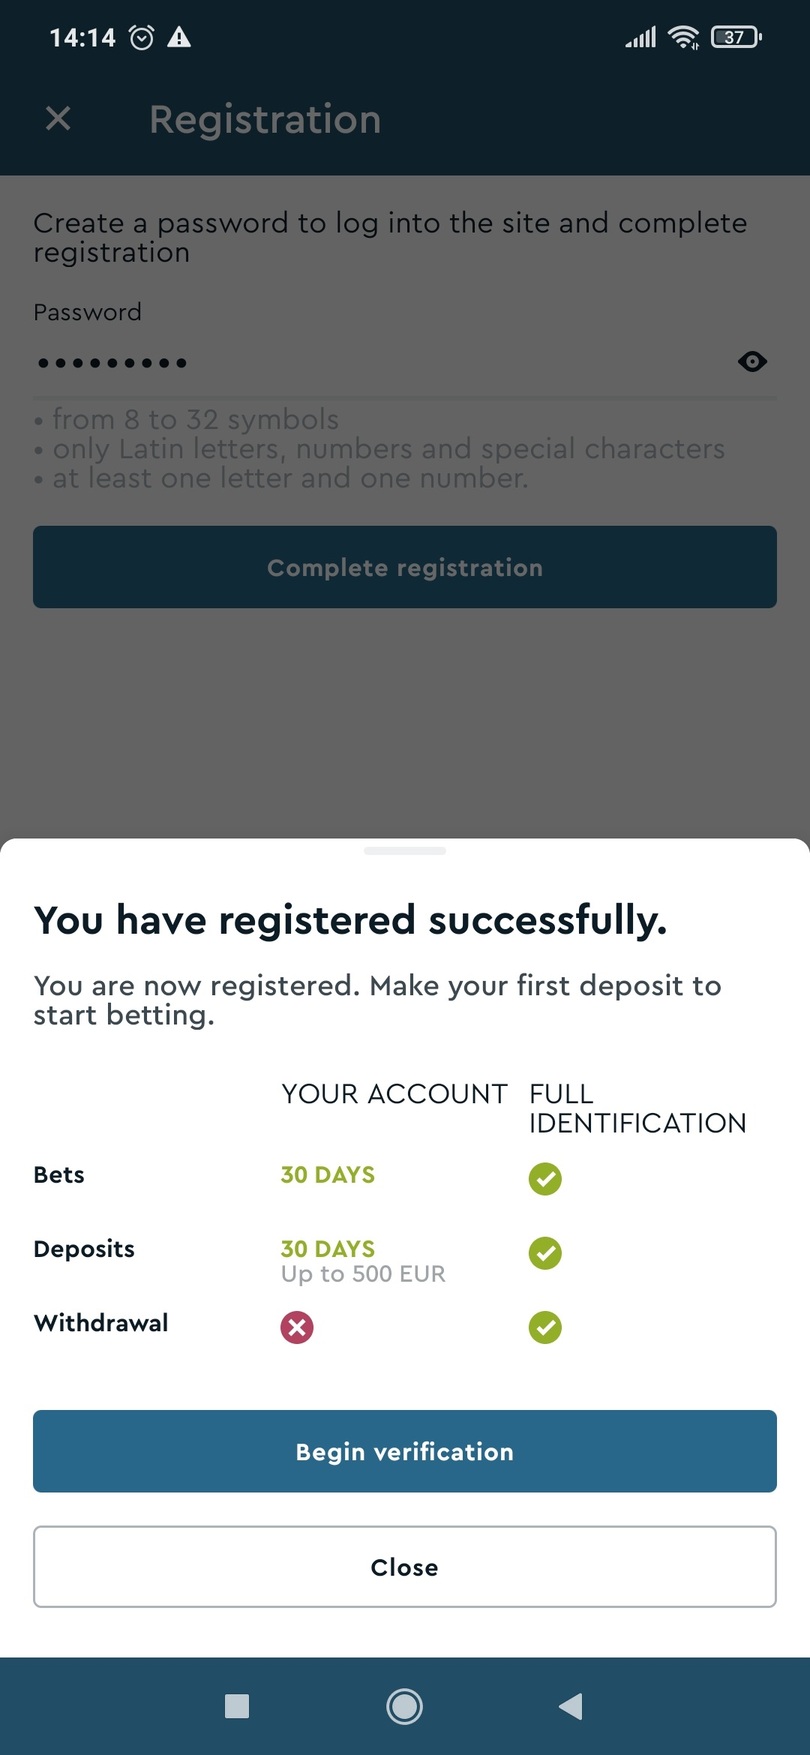 14:14
37
Registration
Create a password to log into the site and complete
registration
Password
•••••••••
• from 8 to 32 symbols
• only Latin letters, numbers and special characters
• at least one letter and one number.
Complete registration
You have registered successfully.
You are now registered. Make your first deposit to
start betting.
YOUR ACCOUNT FULL
IDENTIFICATION
Bets 30 DAYS
Deposits 30 DAYS
Up to 500 EUR
Withdrawal
Begin verification
Close